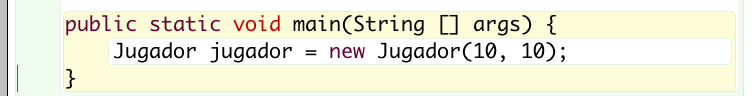 public static void main(String [] args) {
Jugador jugador = new Jugador(10, 10);
}